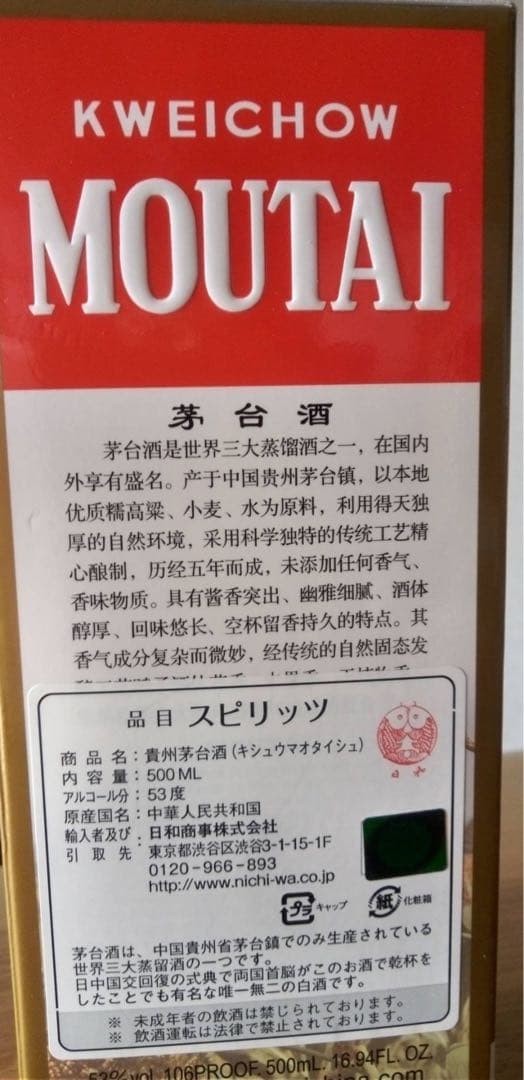 KWEICHOW
MOUTAI
茅台酒
茅台酒是世界三大蒸馏酒之一，在国内
外享有盛名。产于中国贵州茅台镇，以本地
优质糯高粱、小麦、水为原料，利用得天独
厚的自然环境，采用科学独特的传统工艺精
心酿制，历经五年而成，未添加任何香气、
香味物质。具有酱香突出、幽雅细腻、酒体
醇厚、回味悠长、空杯留香持久的特点。其
香气成分复杂而微妙，经传统的自然固态发
品目 スピリッツ
商品名：貴州茅台酒（キシュウマオタイシュ）
内容量：500ML
アルコール分：53度
原産国名：中華人民共和国
輸入者及び引取先：日和商事株式会社
東京都渋谷区渋谷3-1-15-1F
0120-966-893
http://www.nichi-wa.co.jp
日和
プラ キャップ
紙 化粧箱
茅台酒は、中国貴州省茅台鎮でのみ生産されている
世界三大蒸留酒の一つです。
日中国交回復の式典で両国首脳がこのお酒で乾杯を
したことでも有名な唯一無二の白酒です。
※ 未成年者の飲酒は禁じられております。
※ 飲酒運転は法律で禁止されております。
53%vol 106PROOF. 500mL. 16.94FL. OZ.